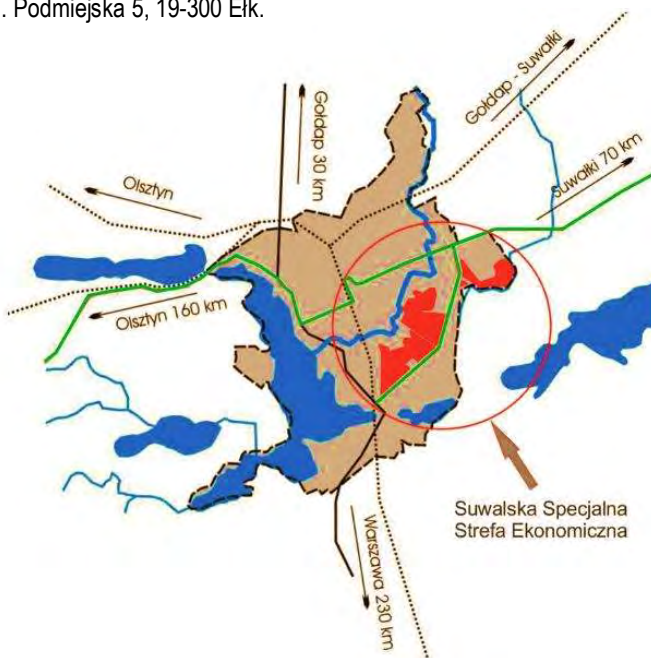 . Podmiejska 5, 19-300 Ełk.
Gołdap 30 km
Gołdap - Suwałki
Suwałki 70 km
Olsztyn
Olsztyn 160 km
Suwalska Specjalna
Strefa Ekonomiczna
Warszawa 230 km